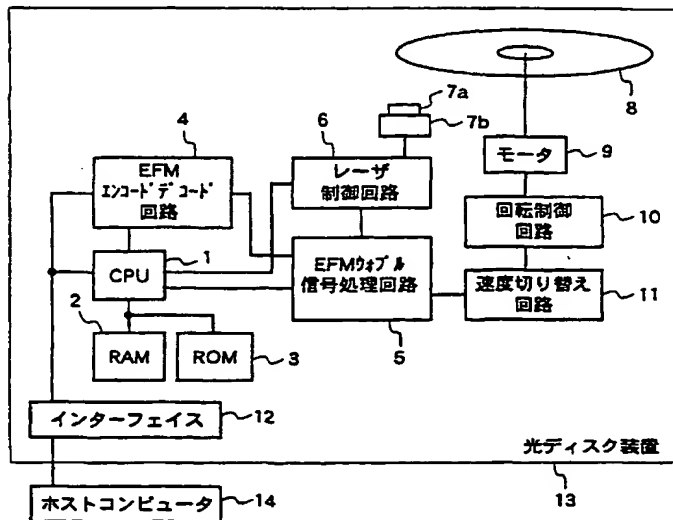 7a
7b
8
6
4
レーザ
制御回路
モータ
9
EFM
エンコードデコード
回路
回転制御
回路
10
1
CPU
EFMウォブル
信号処理回路
速度切り替え
回路
11
5
2
RAM
ROM
3
インターフェイス
12
光ディスク装置
13
ホストコンピュータ
14